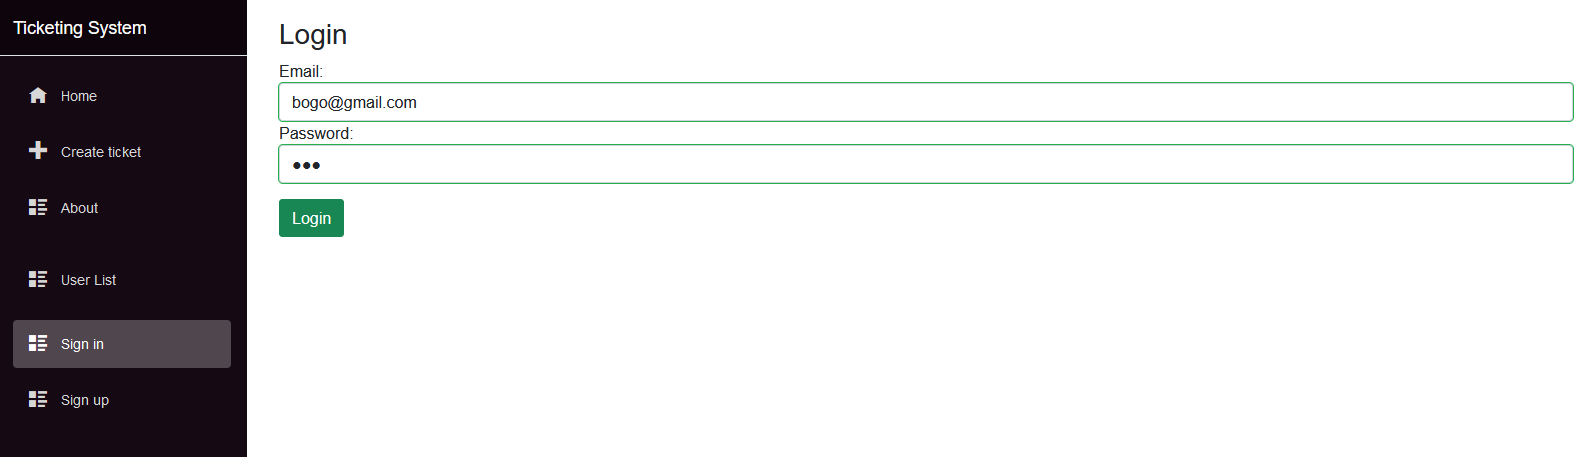 Ticketing System
Home
Create ticket
About
User List
Sign in
Sign up
Login
Email:
bogo@gmail.com
Password:
●●●
Login